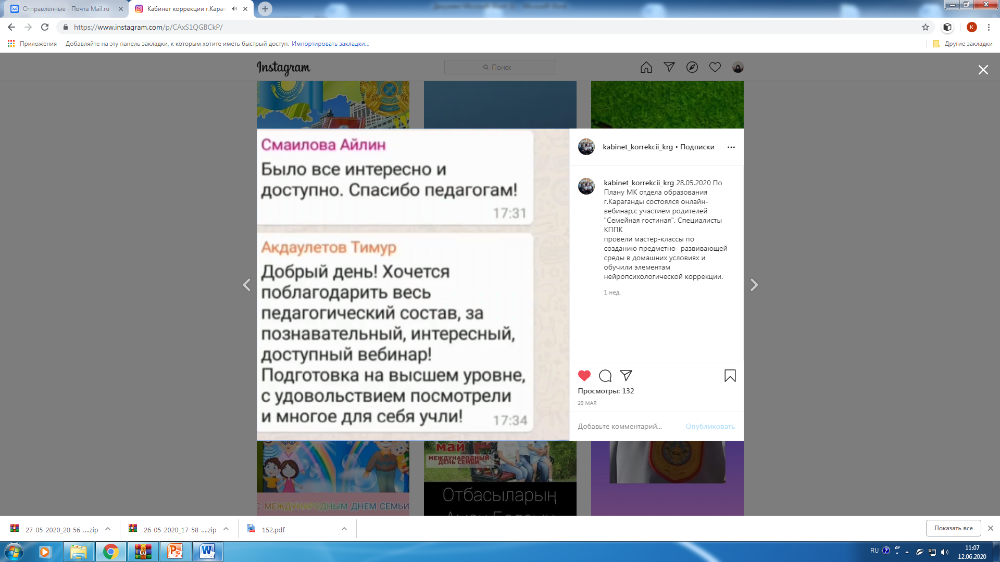 Отправленные - Почта Mail.ru
Кабинет коррекции г.Караг
https://www.instagram.com/p/CAxS1QGBCkP/
K
Приложения
Добавляйте на эту панель закладки, к которым хотите иметь быстрый доступ. Импортировать закладки...
Другие закладки
Instagram
Поиск
Смаилова Айлин
Было все интересно и
доступно. Спасибо педагогам!
17:31
Акдаулетов Тимур
Добрый день! Хочется
поблагодарить весь
педагогический состав, за
познавательный, интересный,
доступный вебинар!
Подготовка на высшем уровне,
с удовольствием посмотрели
и многое для себя учли!
17:34
kabinet_korrekcii_krg • Подписки
kabinet_korrekcii_krg 28.05.2020 По
Плану МК отдела образования
г.Караганды состоялся онлайн-
вебинар,с участием родителей
"Семейная гостиная". Специалисты
КППК
провели мастер-классы по
созданию предметно- развивающей
среды в домашних условиях и
обучили элементам
нейропсихологической коррекции.
1 нед.
Просмотры: 132
29 МАЯ
Добавьте комментарий...
Опубликовать
С МЕЖДУНАРОДНЫМ ДНЕМ СЕМЬИ
май
МЕЖДУНАРОДНЫЙ
ДЕНЬ СЕМЬИ
Отбасыларың
27-05-2020_20-56-....zip
26-05-2020_17-58-....zip
152.pdf
Показать все
RU
11:07
12.06.2020